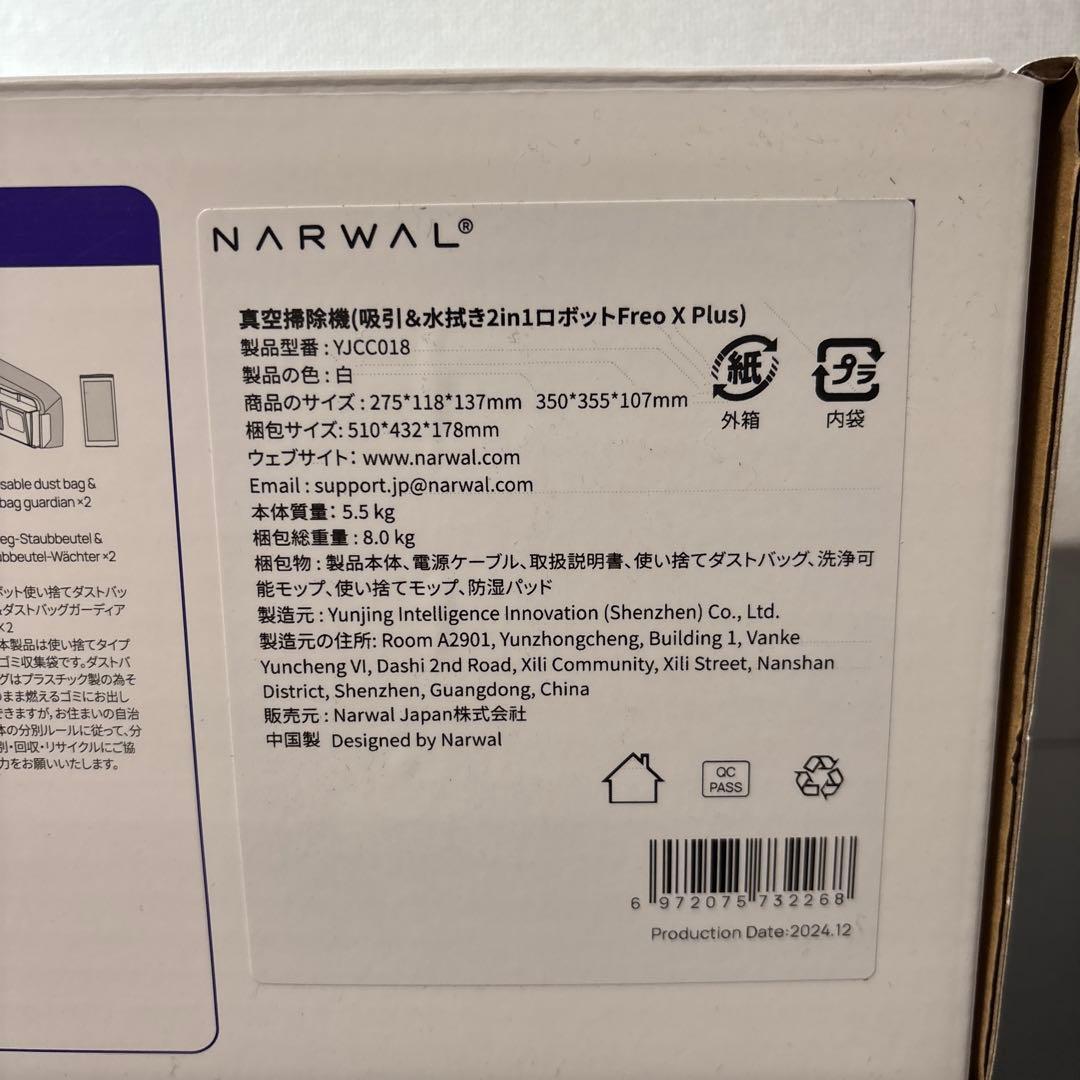 NARWAL®
真空掃除機(吸引&水拭き2in1ロボットFreo X Plus)
製品型番:YJCC018
製品の色:白
商品のサイズ:275*118*137mm 350*355*107mm
梱包サイズ:510*432*178mm
ウェブサイト:www.narwal.com
Email:support.jp@narwal.com
本体質量:5.5 kg
梱包総重量:8.0 kg
梱包物:製品本体、電源ケーブル、取扱説明書、使い捨てダストバッグ、洗浄可
能モップ、使い捨てモップ、防湿パッド
製造元:Yunjing Intelligence Innovation (Shenzhen) Co., Ltd.
製造元の住所: Room A2901, Yunzhongcheng, Building 1, Vanke
Yuncheng VI, Dashi 2nd Road, Xili Community, Xili Street, Nanshan
District, Shenzhen, Guangdong, China
販売元:Narwal Japan株式会社
中国製 Designed by Narwal
紙
外箱
プラ
内袋
QC
PASS
6 972075 732268
Production Date:2024.12
sable dust bag &
bag guardian ×2
eg-Staubbeutel &
ubbeutel-Wächter ×2
ボット使い捨てダストバッ
&ダストバッグガーディア
×2
本製品は使い捨てタイプ
ゴミ収集袋です。ダストバ
グはプラスチック製の為そ
のまま燃えるゴミにお出し
できますが、お住まいの自治
体の分別ルールに従って、分
別・回収・リサイクルにご協
力をお願いいたします。